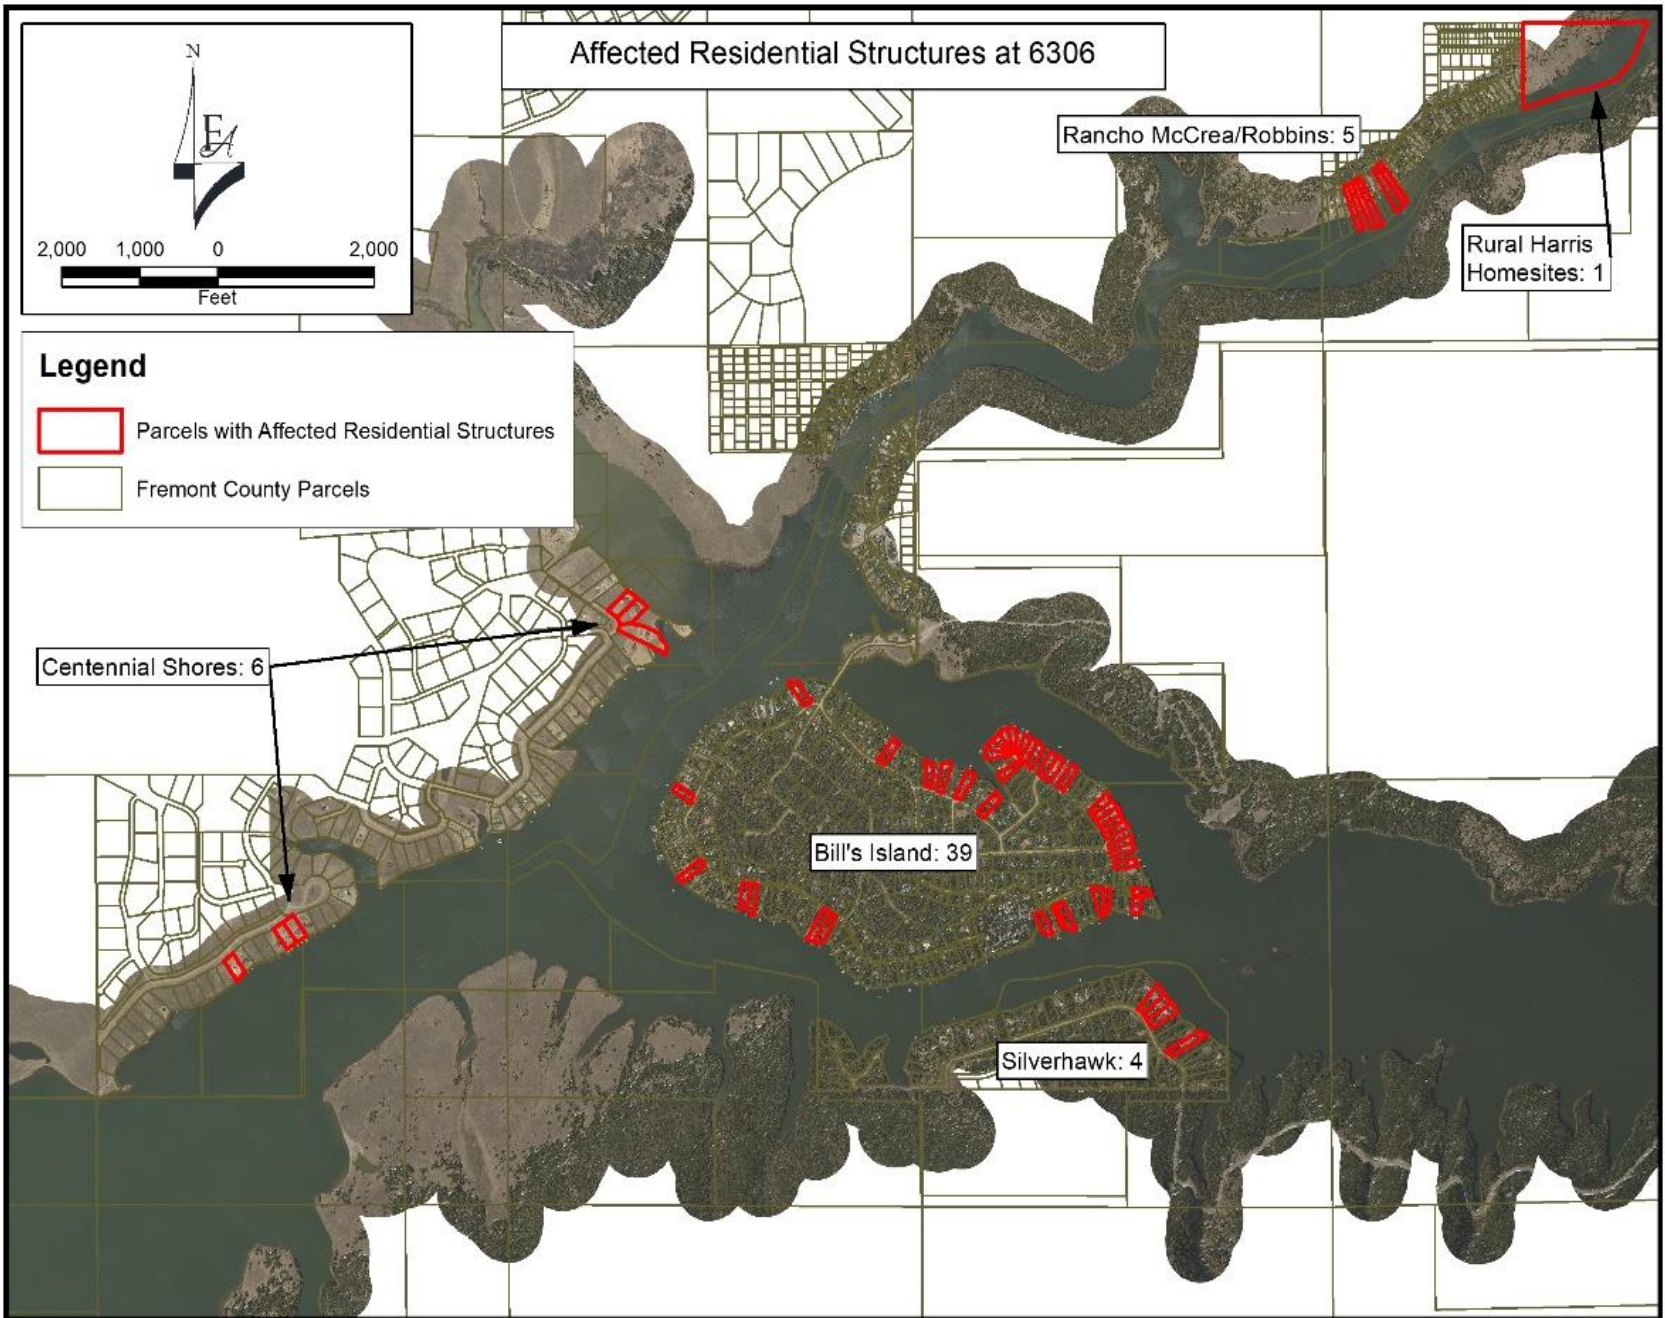 Affected Residential Structures at 6306
N
FA
2,000 1,000 0 2,000
Feet
Legend
Parcels with Affected Residential Structures
Fremont County Parcels
Rancho McCrea/Robbins: 5
Rural Harris
Homesites: 1
Centennial Shores: 6
Bill's Island: 39
Silverhawk: 4